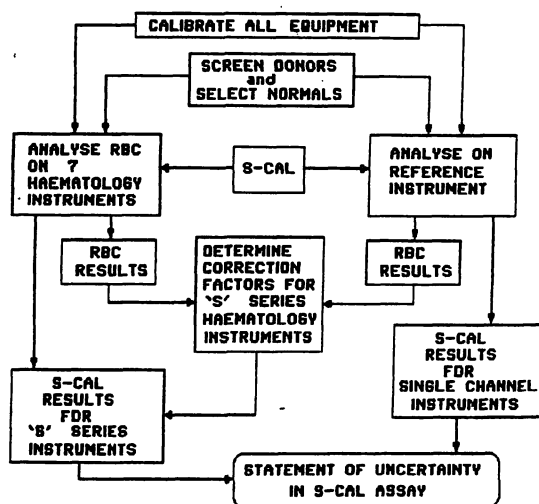 CALIBRATE ALL EQUIPMENT
SCREEN DONORS
and
SELECT NORMALS
ANALYSE RBC
ON 7
HAEMATOLOGY
INSTRUMENTS
S-CAL
ANALYSE ON
REFERENCE
INSTRUMENT
RBC
RESULTS
DETERMINE
CORRECTION
FACTORS FOR
'S' SERIES
HAEMATOLOGY
INSTRUMENTS
RBC
RESULTS
S-CAL
RESULTS
FOR
'S' SERIES
INSTRUMENTS
S-CAL
RESULTS
FOR
SINGLE CHANNEL
INSTRUMENTS
STATEMENT OF UNCERTAINTY
IN S-CAL ASSAY